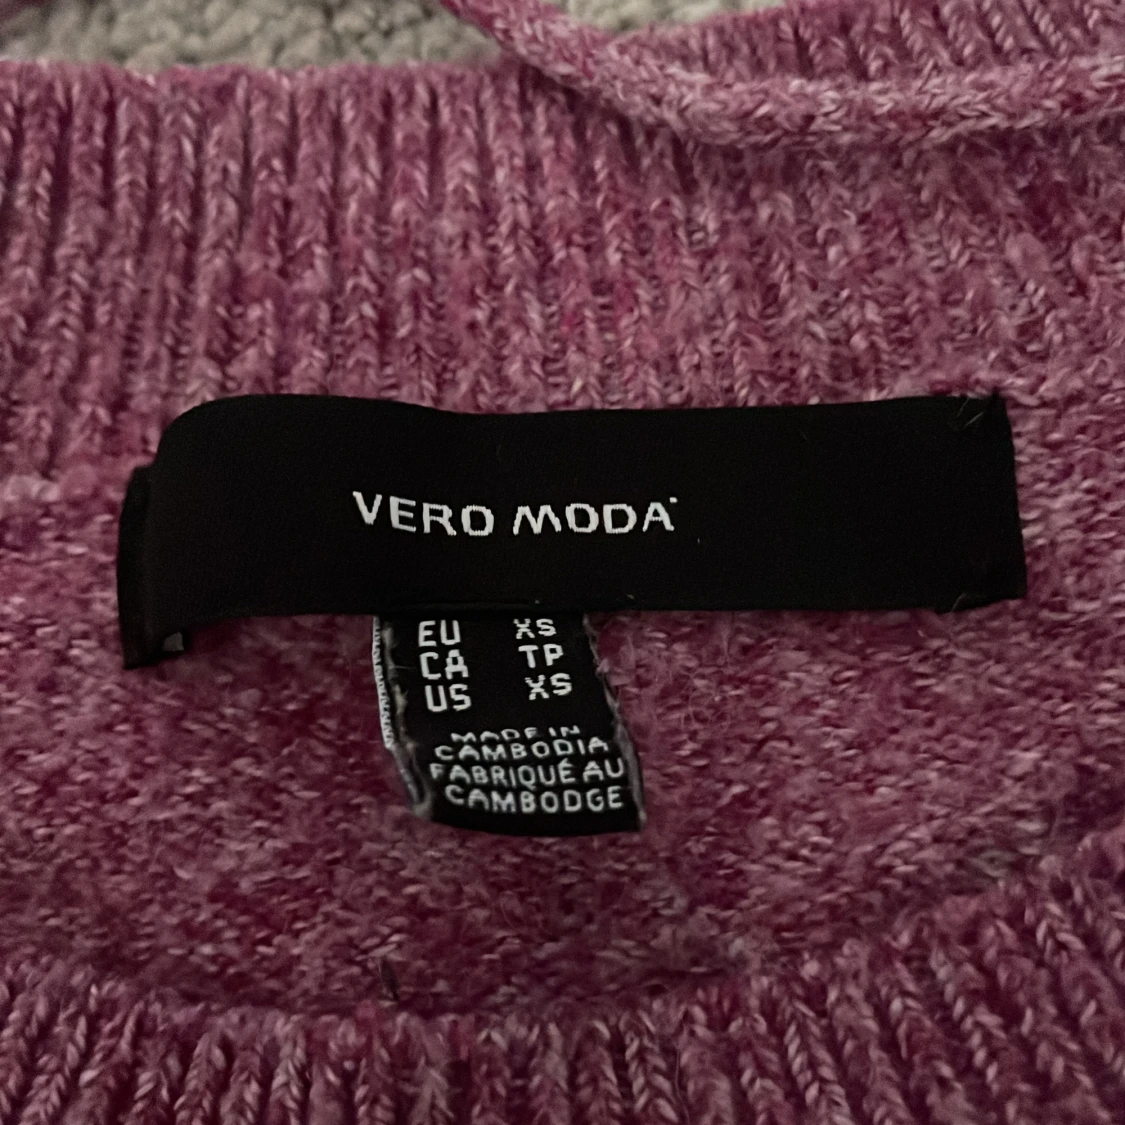 VERO MODA
EU XS
CA TP
US XS
MADE IN
CAMBODIA
FABRIQUÉ AU
CAMBODGE